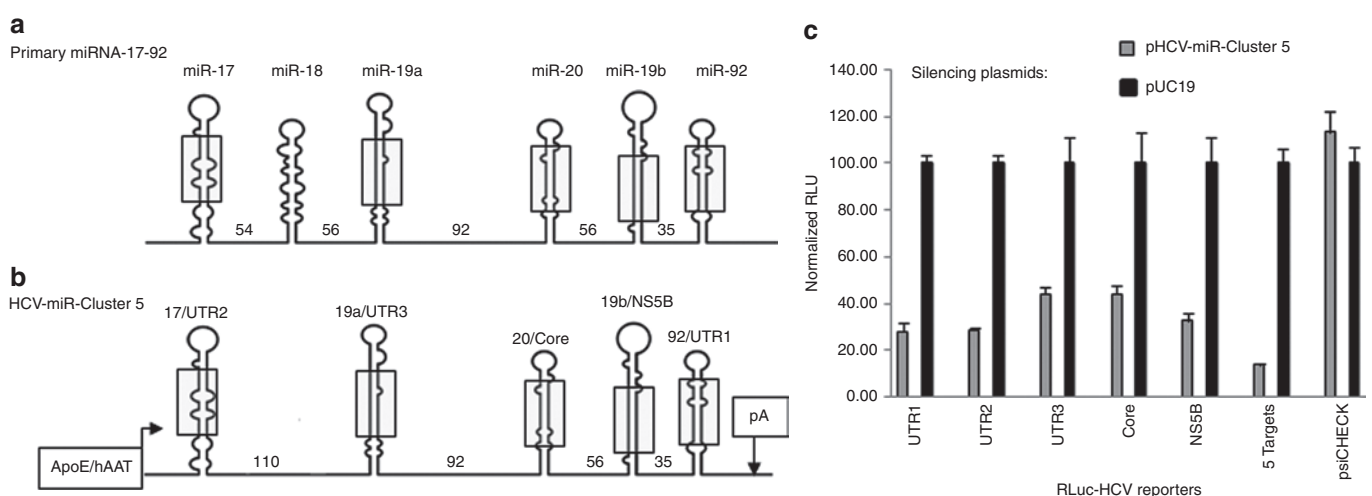 a
Primary miRNA-17-92
miR-17 miR-18 miR-19a miR-20 miR-19b miR-92
54 56 92 56 35
b
HCV-miR-Cluster 5
17/UTR2 19a/UTR3 20/Core 19b/NS5B 92/UTR1
ApoE/hAAT
pA
110 92 56 35
c
Silencing plasmids:
pHCV-miR-Cluster 5
pUC19
Normalized RLU
140.00
120.00
100.00
80.00
60.00
40.00
20.00
0.00
UTR1
UTR2
UTR3
Core
NS5B
5 Targets
psiCHECK
RLuc-HCV reporters